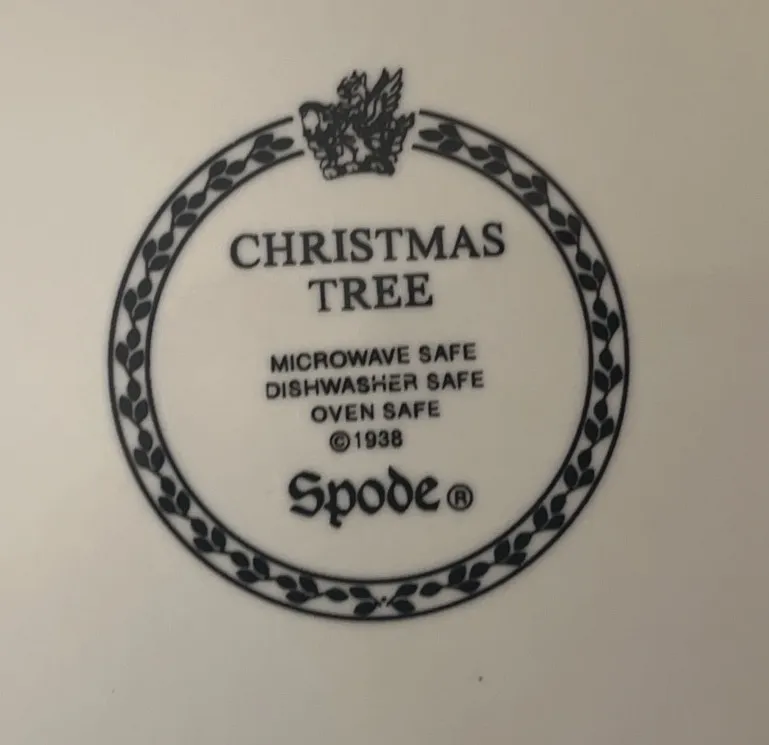 CHRISTMAS
TREE
MICROWAVE SAFE
DISHWASHER SAFE
OVEN SAFE
©1938
Spode®